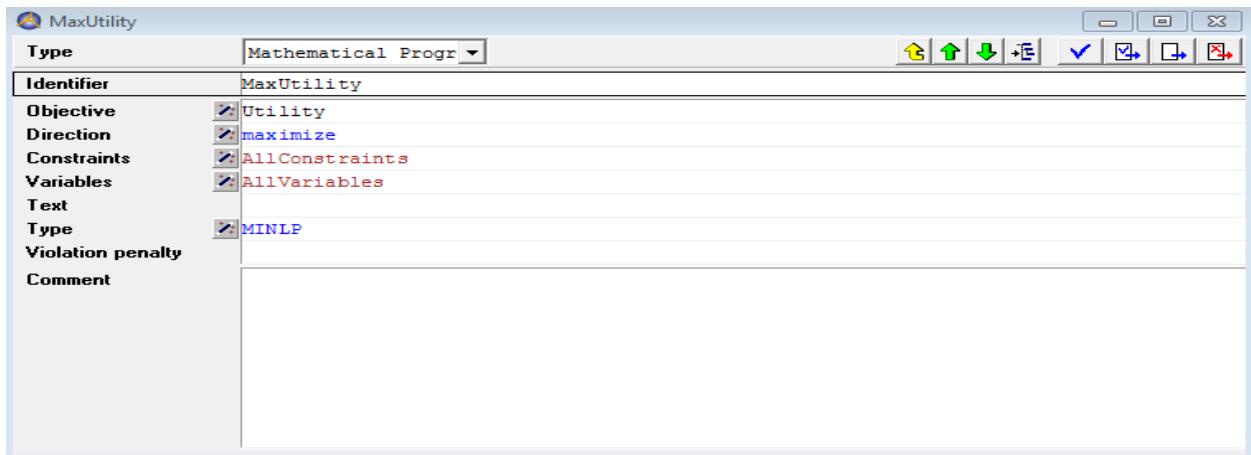 MaxUtility
Type Mathematical Progr
Identifier MaxUtility
Objective Utility
Direction maximize
Constraints AllConstraints
Variables AllVariables
Text
Type MINLP
Violation penalty
Comment